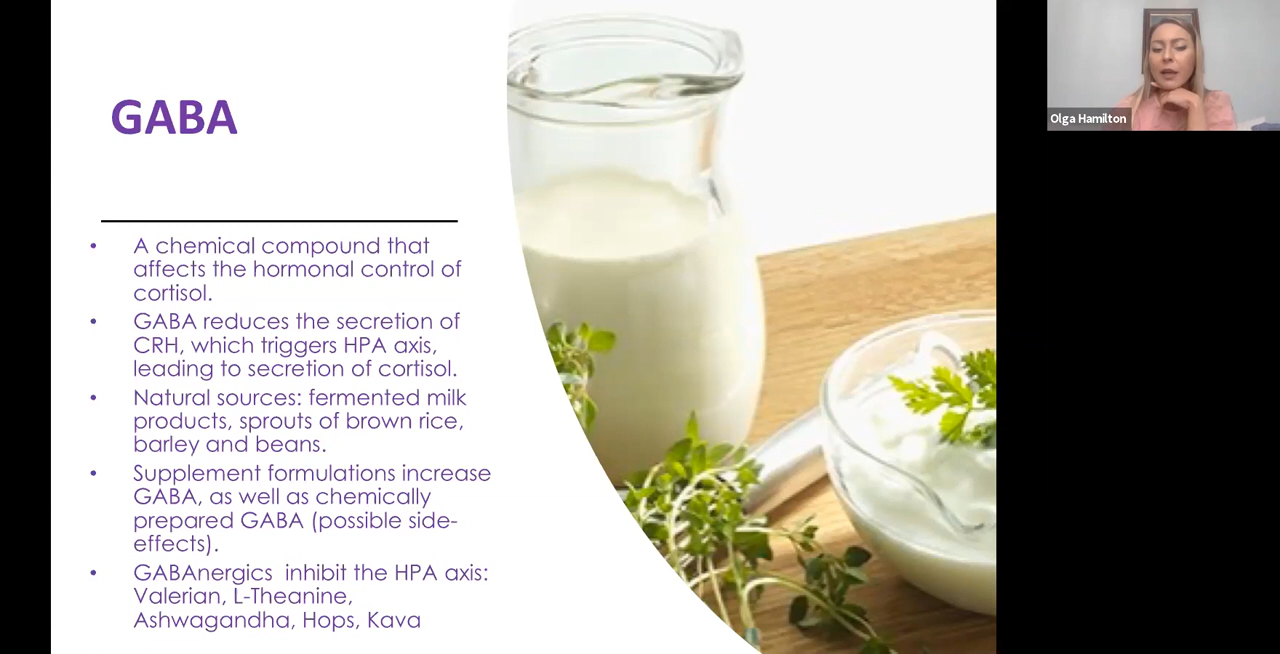 GABA
• A chemical compound that
affects the hormonal control of
cortisol.
• GABA reduces the secretion of
CRH, which triggers HPA axis,
leading to secretion of cortisol.
• Natural sources: fermented milk
products, sprouts of brown rice,
barley and beans.
• Supplement formulations increase
GABA, as well as chemically
prepared GABA (possible side-
effects).
• GABAnergics inhibit the HPA axis:
Valerian, L-Theanine,
Ashwagandha, Hops, Kava
Olga Hamilton